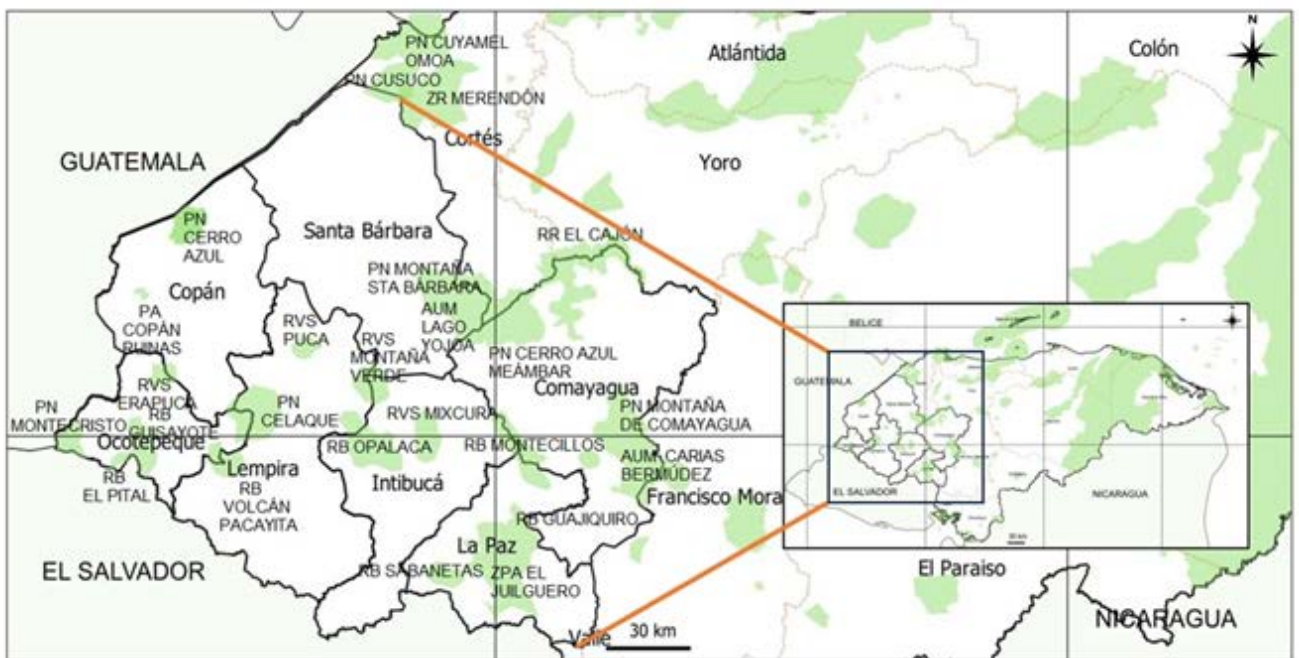 PN CUYAMEL
OMOA
PN CUSUCO
ZR MERENDÓN
Cortés
Atlántida
Colón
N
Yoro
GUATEMALA
PN
CERRO
AZUL
Santa Bárbara
RR EL CAJÓN
PN MONTAÑA
STA BÁRBARA
Copán
AUM
LAGO
YOJOA
PA
COPÀN
RUINAS
RVS
PUCA
RVS
MONTAÑA
VERDE
PN CERRO AZUL
MEÁMBAR
Comayagua
RVS
ERAPUCA
RB
GUISAYOTE
PN
MONTECRISTO
Ocotepeque
PN
CELAQUE
RVS MIXCURA
PN MONTAÑA
DE COMAYAGUA
RB OPALACA
RB MONTECILLOS
RB
EL PITAL
Lempira
RB
VOLCÁN
PACAYITA
Intibucá
AUM CARIAS
BERMÚDEZ
Francisco Mora
RB GUAJIQUIRO
La Paz
EL SALVADOR
RB SABANETAS
ZPA EL
JUILGUERO
Valle
30 km
El Paraiso
NICARAGUA
BELICE
GUATEMALA
EL SALVADOR
NICARAGUA
30 km